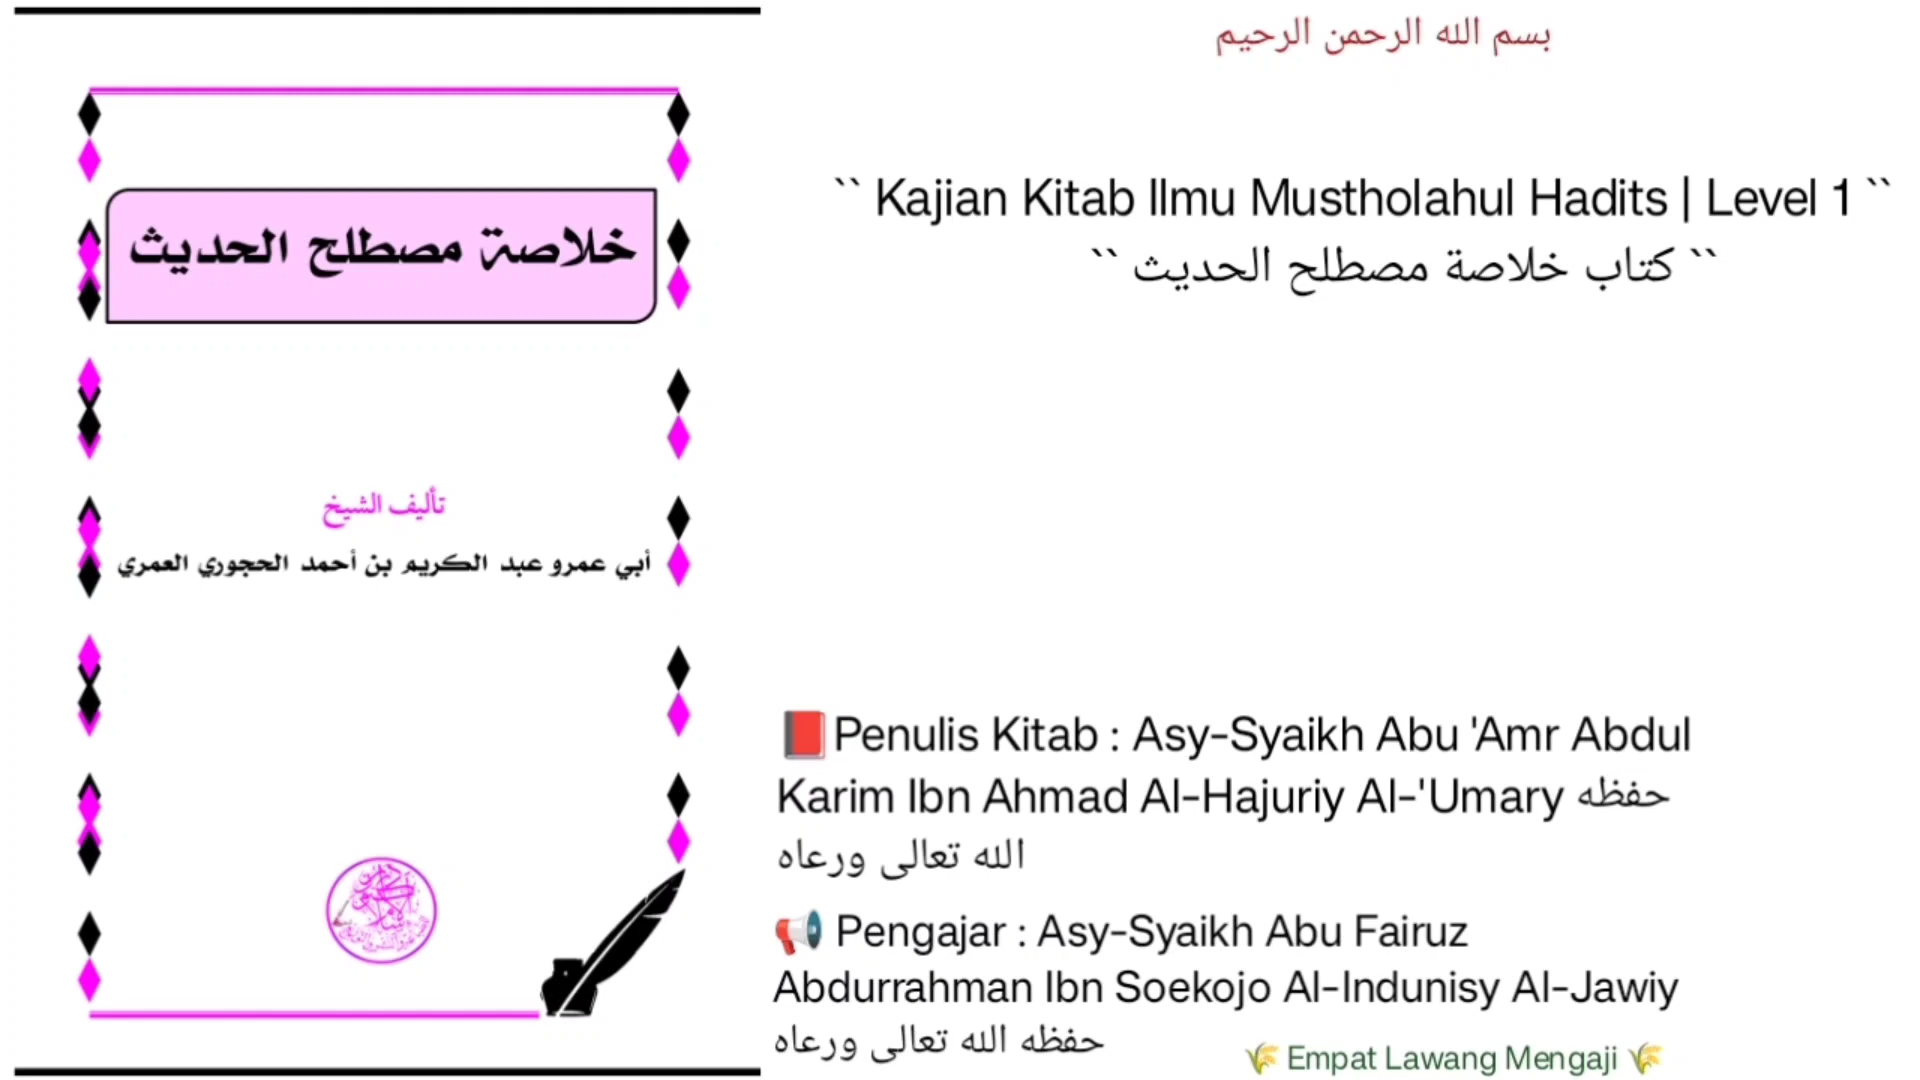 خلاصة مصطلح الحديث
تأليف الشيخ
أبي عمرو عبد الكريم بن أحمد الحجوري العمري
بسم الله الرحمن الرحيم
`` Kajian Kitab Ilmu Mustholahul Hadits | Level 1 ``
`` كتاب خلاصة مصطلح الحديث ``
📕Penulis Kitab : Asy-Syaikh Abu 'Amr Abdul
Karim Ibn Ahmad Al-Hajuriy Al-'Umary حفظه
الله تعالى ورعاه
📢 Pengajar : Asy-Syaikh Abu Fairuz
Abdurrahman Ibn Soekojo Al-Indunisy Al-Jawiy
حفظه الله تعالى ورعاه
🌾 Empat Lawang Mengaji 🌾